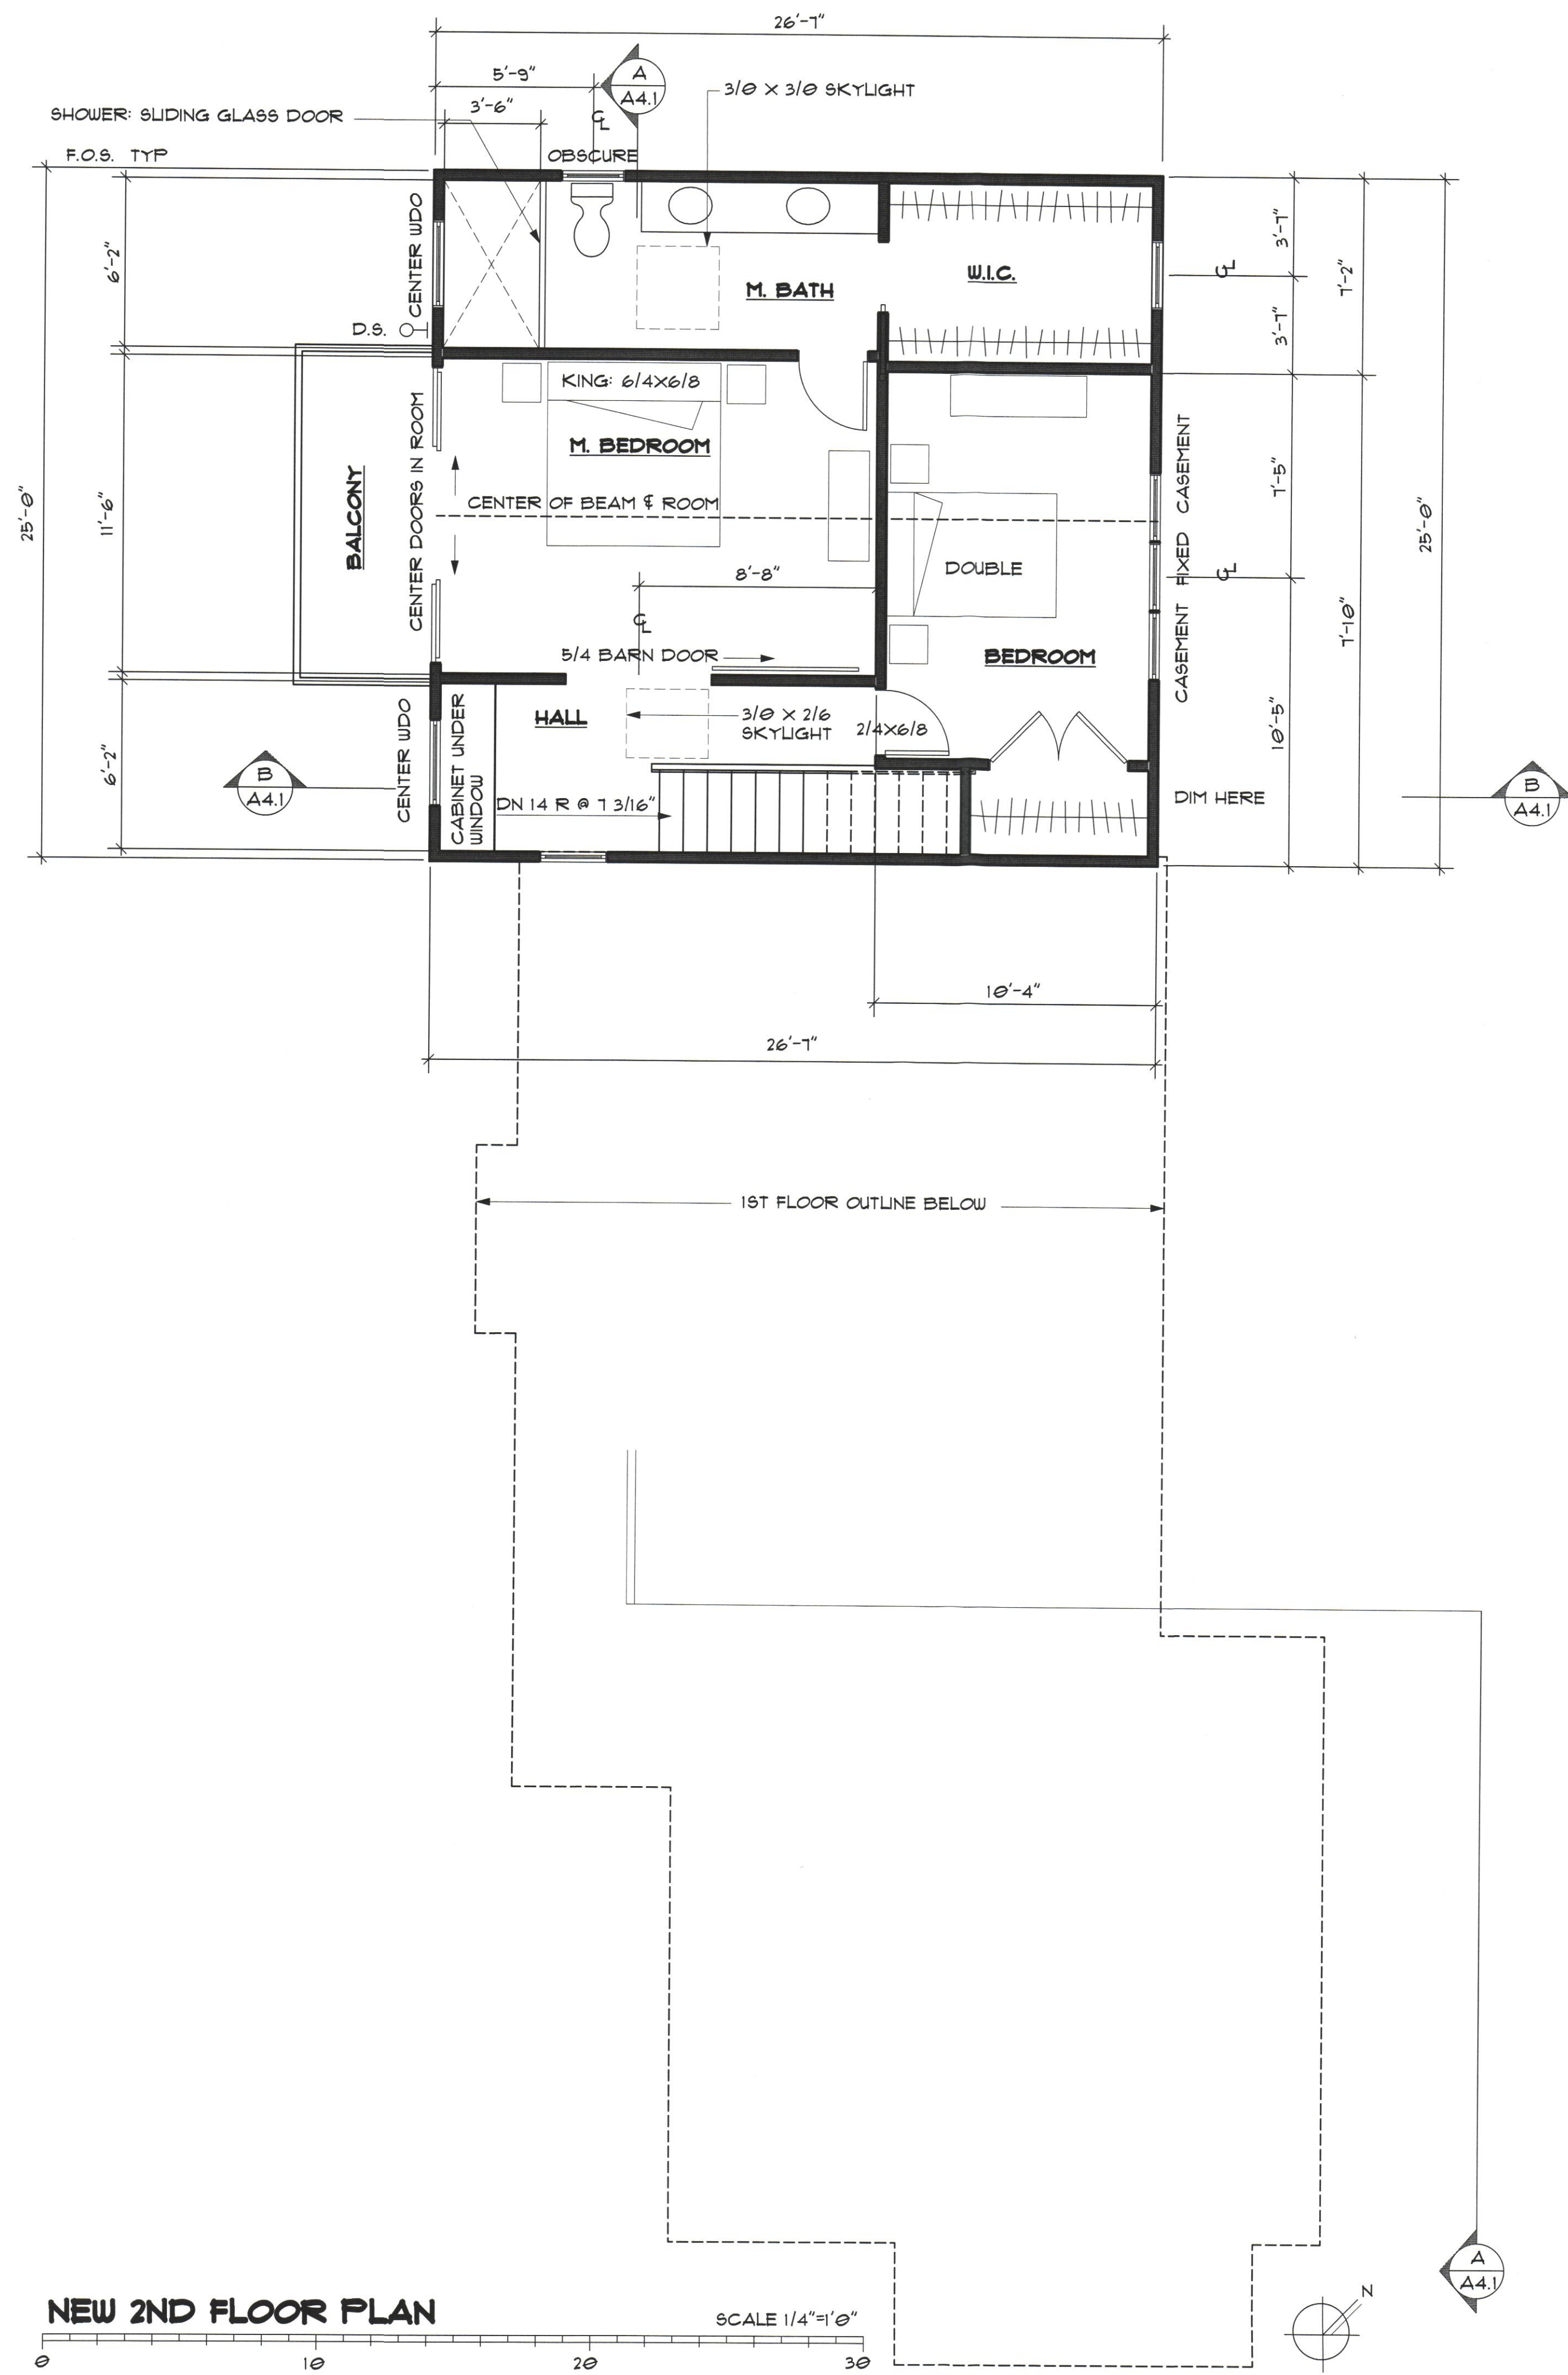 26'-7"
5'-9"
A
A4.1
3/0 X 3/0 SKYLIGHT
3'-6"
SHOWER: SLIDING GLASS DOOR
CL
F.O.S. TYP
OBSCURE
CENTER WDO
6'-2"
3'-7"
W.I.C.
CL
7'-2"
M. BATH
D.S.
3'-7"
KING: 6/4X6/8
M. BEDROOM
CENTER DOORS IN ROOM
BALCONY
25'-0"
11'-6"
CENTER OF BEAM & ROOM
CASEMENT FIXED CASEMENT
7'-5"
25'-0"
8'-8"
DOUBLE
CL
CL
17'-10"
5/4 BARN DOOR
BEDROOM
HALL
3/0 X 2/6
SKYLIGHT
2/4X6/8
10'-5"
6'-2"
CENTER WDO
CABINET UNDER
WINDOW
B
A4.1
DN 14 R @ 7 3/16"
DIM HERE
B
A4.1
10'-4"
26'-7"
1ST FLOOR OUTLINE BELOW
A
A4.1
N
NEW 2ND FLOOR PLAN
SCALE 1/4"=1'0"
0 10 20 30